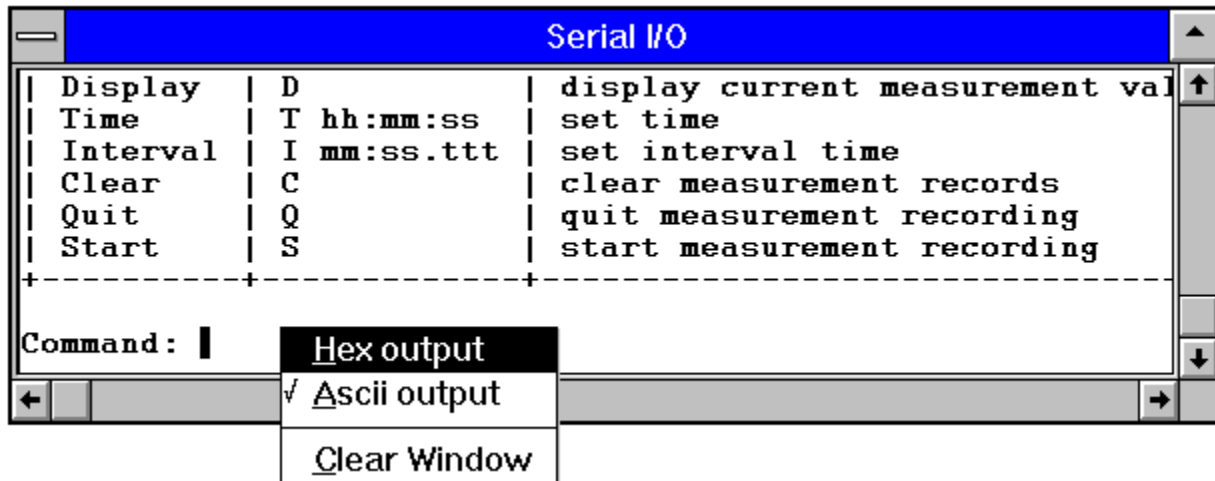 Serial I/O
| Display | D | display current measurement val
| Time | T hh:mm:ss | set time
| Interval | I mm:ss.ttt | set interval time
| Clear | C | clear measurement records
| Quit | Q | quit measurement recording
| Start | S | start measurement recording
+-----------+--------------+--------------------------------
Command:
Hex output
√ Ascii output
Clear Window